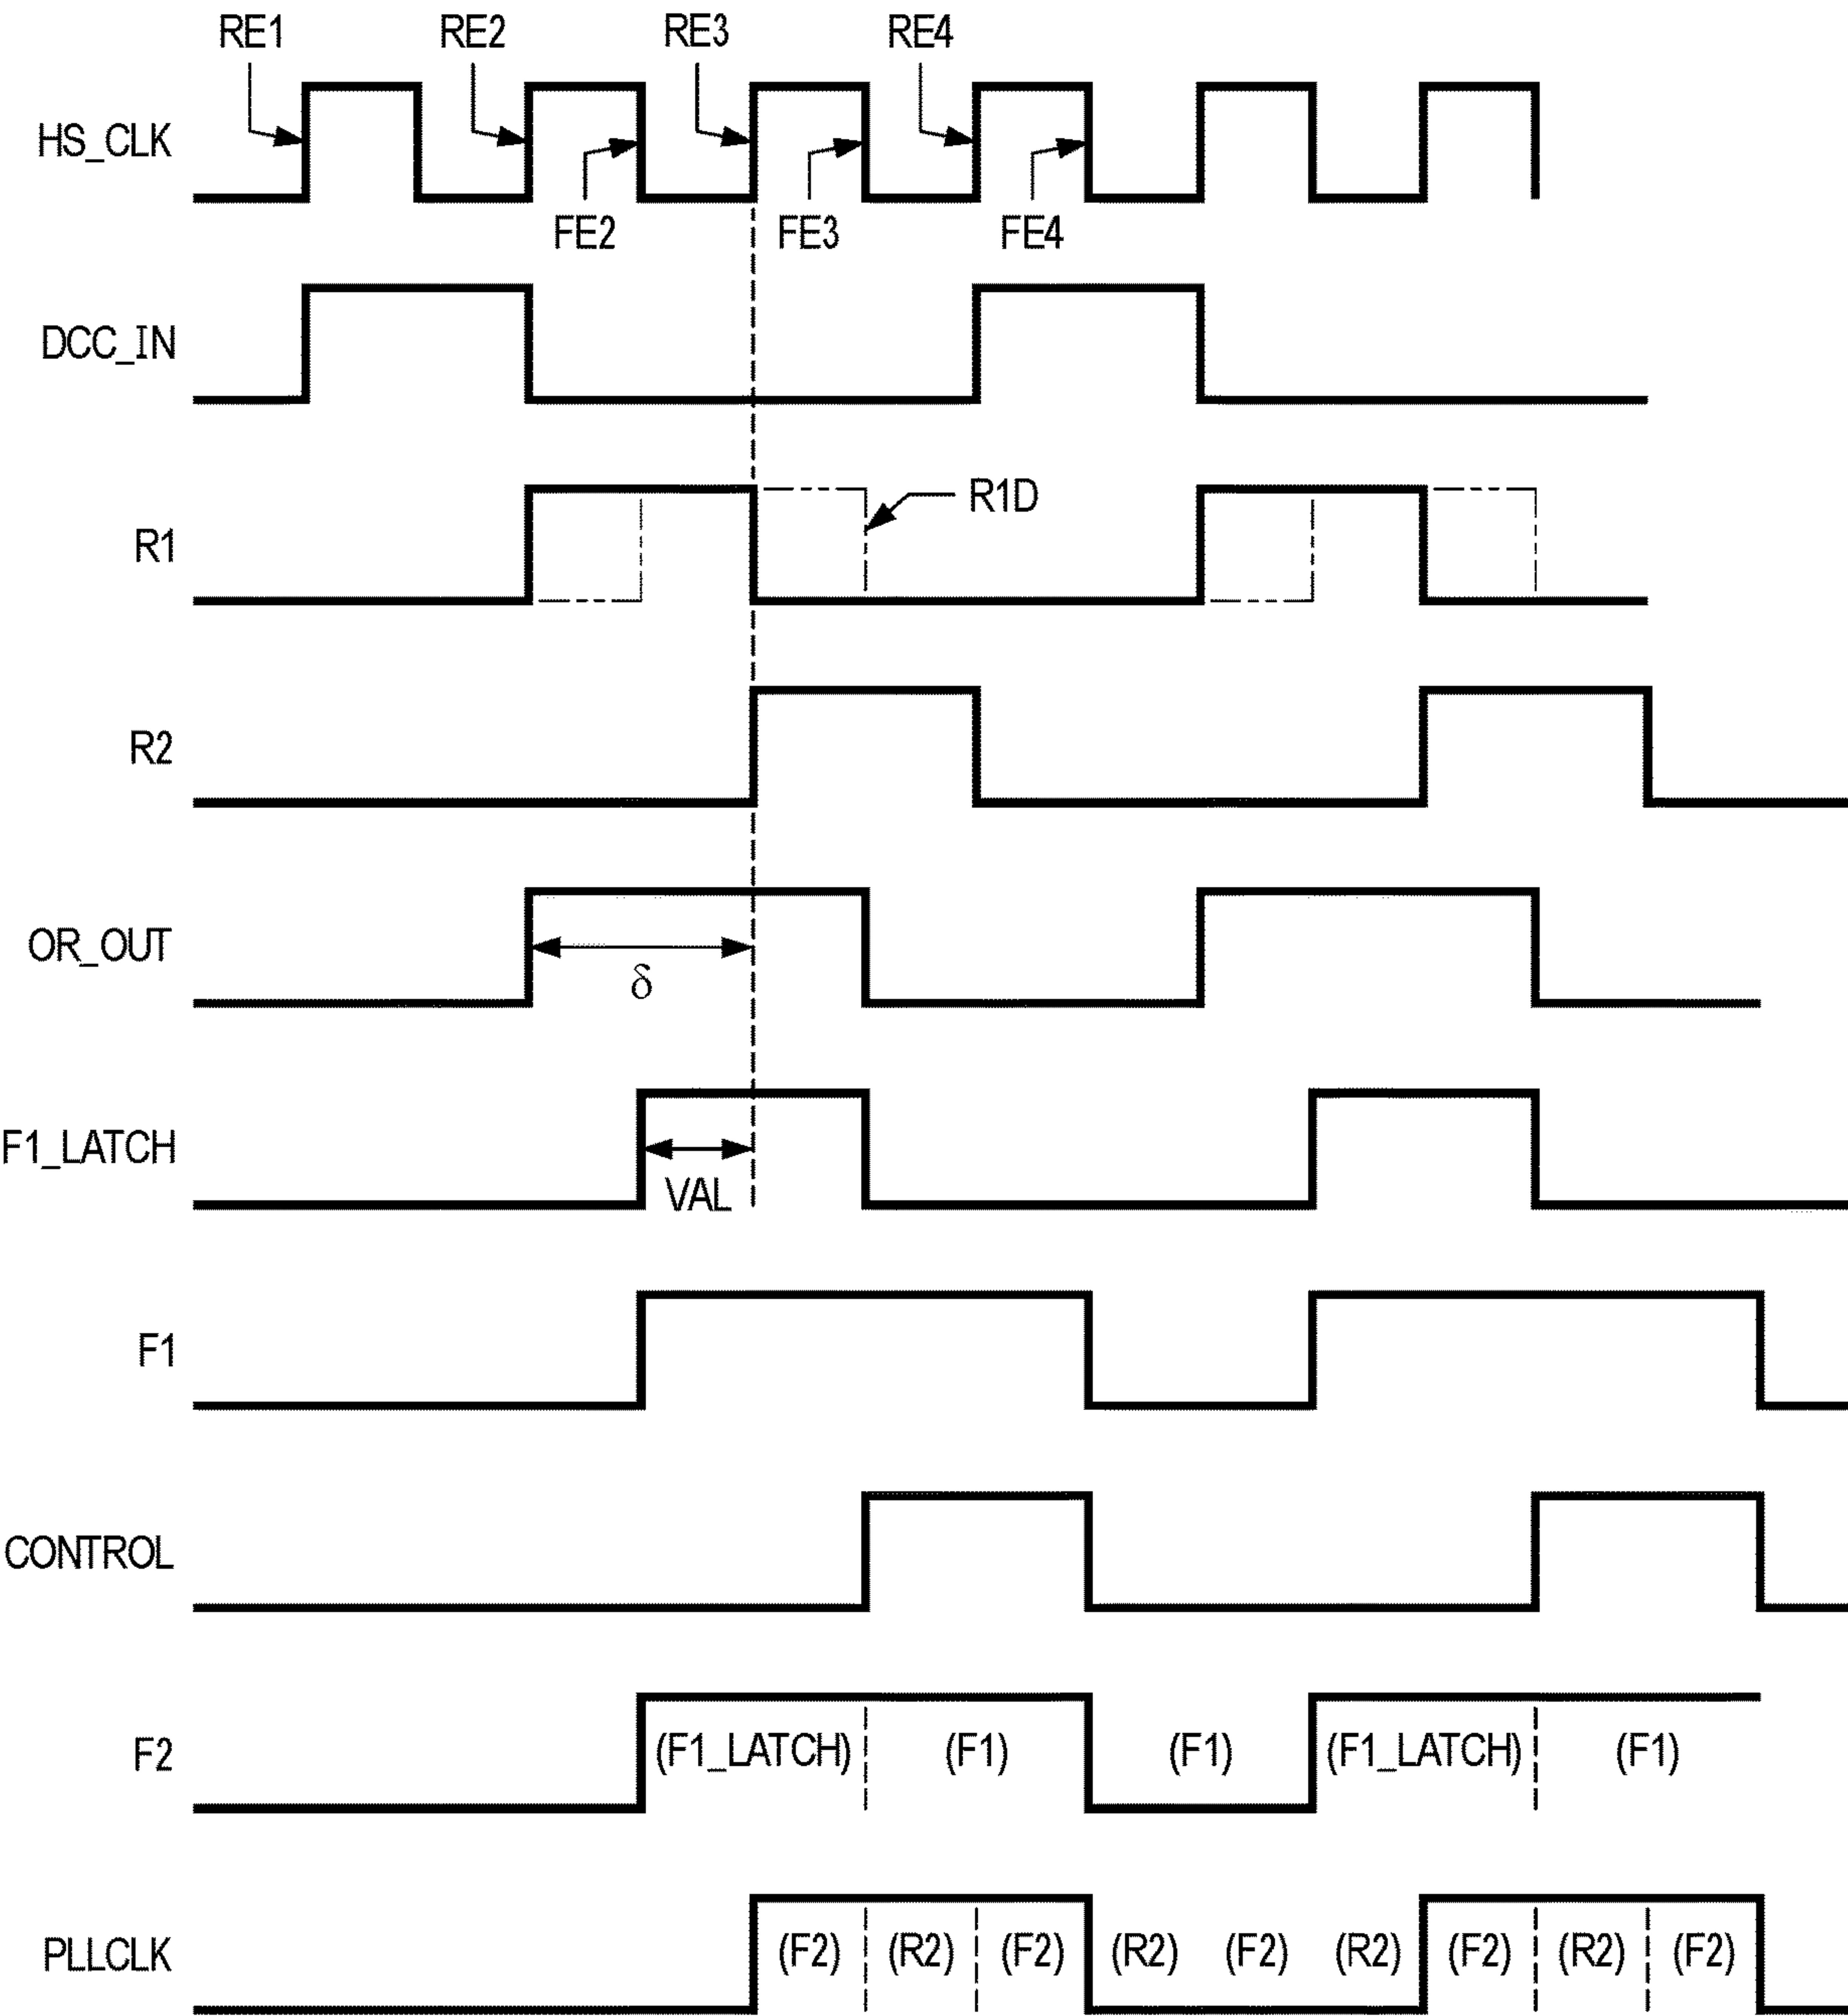 RE1 RE2 RE3 RE4
HS_CLK
FE2 FE3 FE4
DCC_IN
R1D
R1
R2
OR_OUT
δ
F1_LATCH
VAL
F1
CONTROL
F2 (F1_LATCH) (F1) (F1) (F1_LATCH) (F1)
PLLCLK (F2) (R2) (F2) (R2) (F2) (R2) (F2) (R2) (F2)